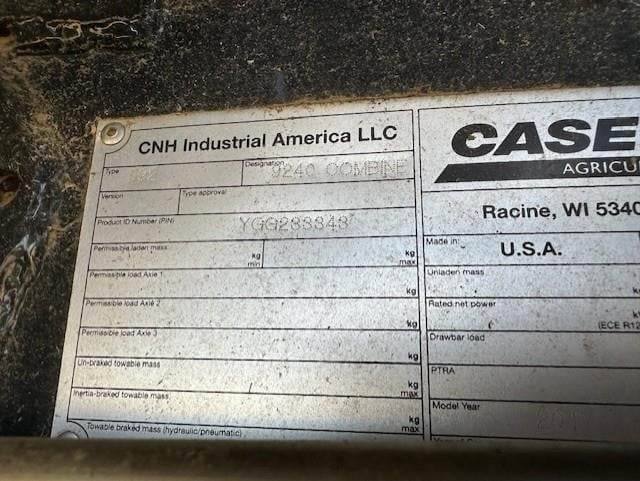 CNH Industrial America LLC
CASE
AGRICU
Type
Designation 9240 COMBINE
Version Type approval
Racine, WI 5340
Product ID Number (PIN) YGG233348
Made in: U.S.A.
Permissible laden mass kg min kg max
Unladen mass
Permissible load Axle 1 kg
Rated net power
(ECE R12
Permissible load Axle 2 kg
Drawbar load
Permissible load Axle 3 kg
PTRA
Un-braked towable mass kg max
Inertia-braked towable mass kg max
Model Year
Towable braked mass (hydraulic/pneumatic)